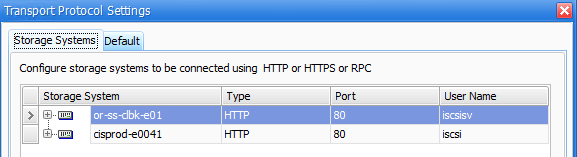 Transport Protocol Settings
Storage Systems Default
Configure storage systems to be connected using HTTP or HTTPS or RPC
Storage System Type Port User Name
or-ss-dbk-e01 HTTP 80 iscsisv
cisprod-e0041 HTTP 80 iscsi